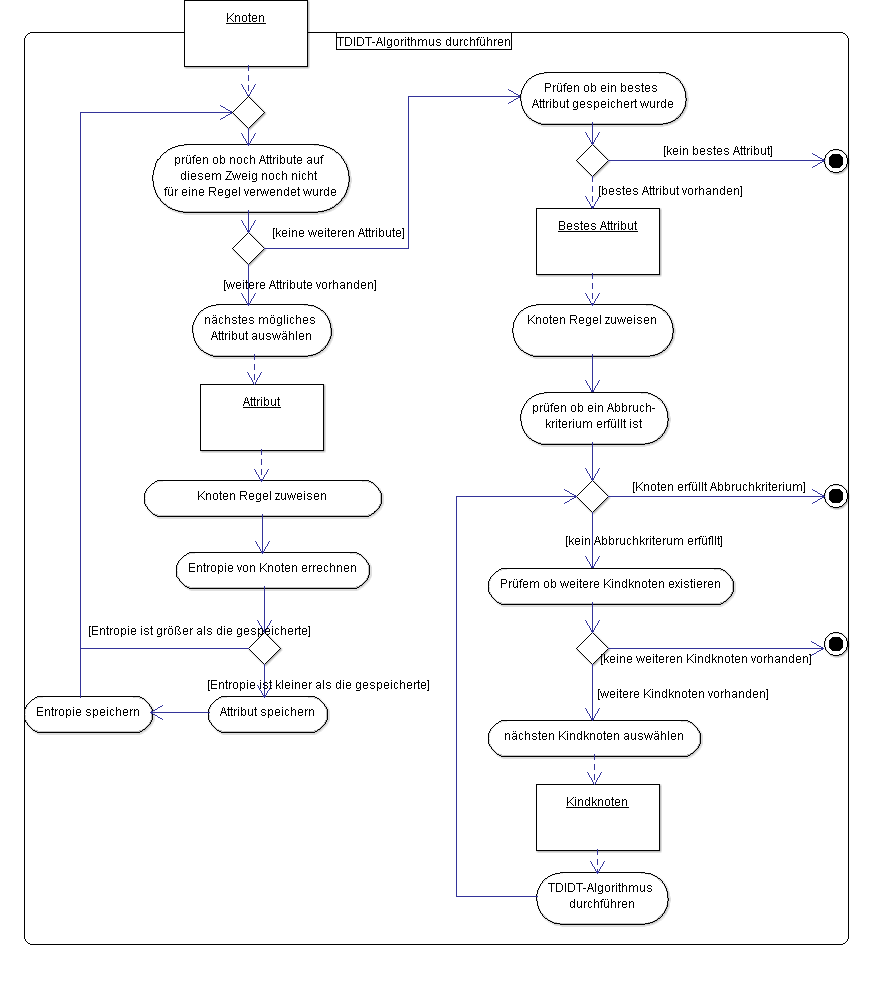 Knoten
TDIDT-Algorithmus durchführen
prüfen ob noch Attribute auf
diesem Zweig noch nicht
für eine Regel verwendet wurde
[keine weiteren Attribute]
[weitere Attribute vorhanden]
nächstes mögliches
Attribut auswählen
Attribut
Knoten Regel zuweisen
Entropie von Knoten errechnen
[Entropie ist größer als die gespeicherte]
[Entropie ist kleiner als die gespeicherte]
Entropie speichern
Attribut speichern
Prüfen ob ein bestes
Attribut gespeichert wurde
[kein bestes Attribut]
[bestes Attribut vorhanden]
Bestes Attribut
Knoten Regel zuweisen
prüfen ob ein Abbruch-
kriterium erfüllt ist
[Knoten erfüllt Abbruchkriterium]
[kein Abbruchkriterum erfüfllt]
Prüfem ob weitere Kindknoten existieren
[keine weiteren Kindknoten vorhanden]
[weitere Kindknoten vorhanden]
nächsten Kindknoten auswählen
Kindknoten
TDIDT-Algorithmus
durchführen